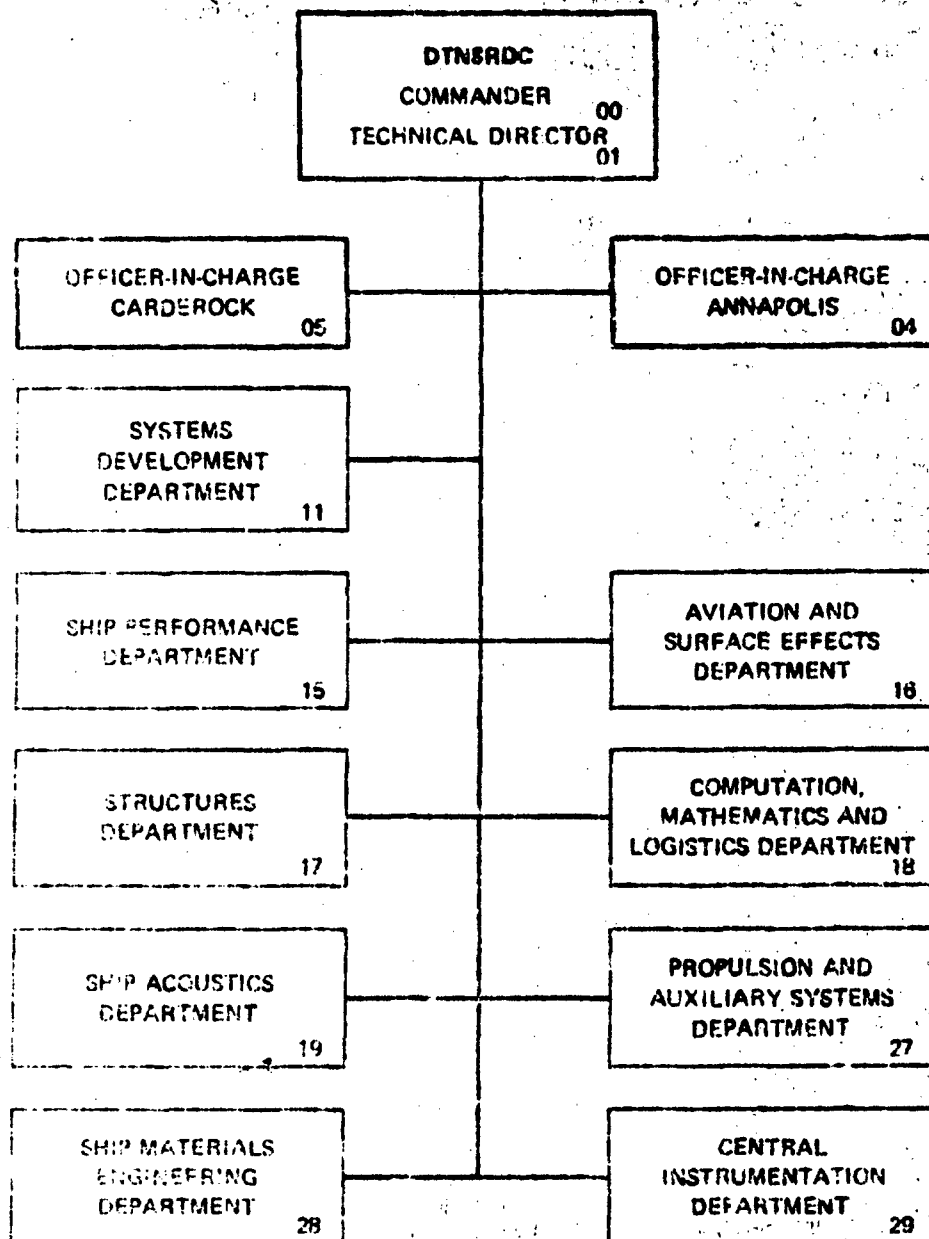 DTNSRDC
COMMANDER 00
TECHNICAL DIRECTOR 01
OFFICER-IN-CHARGE
CARDEROCK
05
OFFICER-IN-CHARGE
ANNAPOLIS
04
SYSTEMS
DEVELOPMENT
DEPARTMENT
11
SHIP PERFORMANCE
DEPARTMENT
15
AVIATION AND
SURFACE EFFECTS
DEPARTMENT
16
STRUCTURES
DEPARTMENT
17
COMPUTATION,
MATHEMATICS AND
LOGISTICS DEPARTMENT
18
SHIP ACOUSTICS
DEPARTMENT
19
PROPULSION AND
AUXILIARY SYSTEMS
DEPARTMENT
27
SHIP MATERIALS
ENGINEERING
DEPARTMENT
28
CENTRAL
INSTRUMENTATION
DEPARTMENT
29